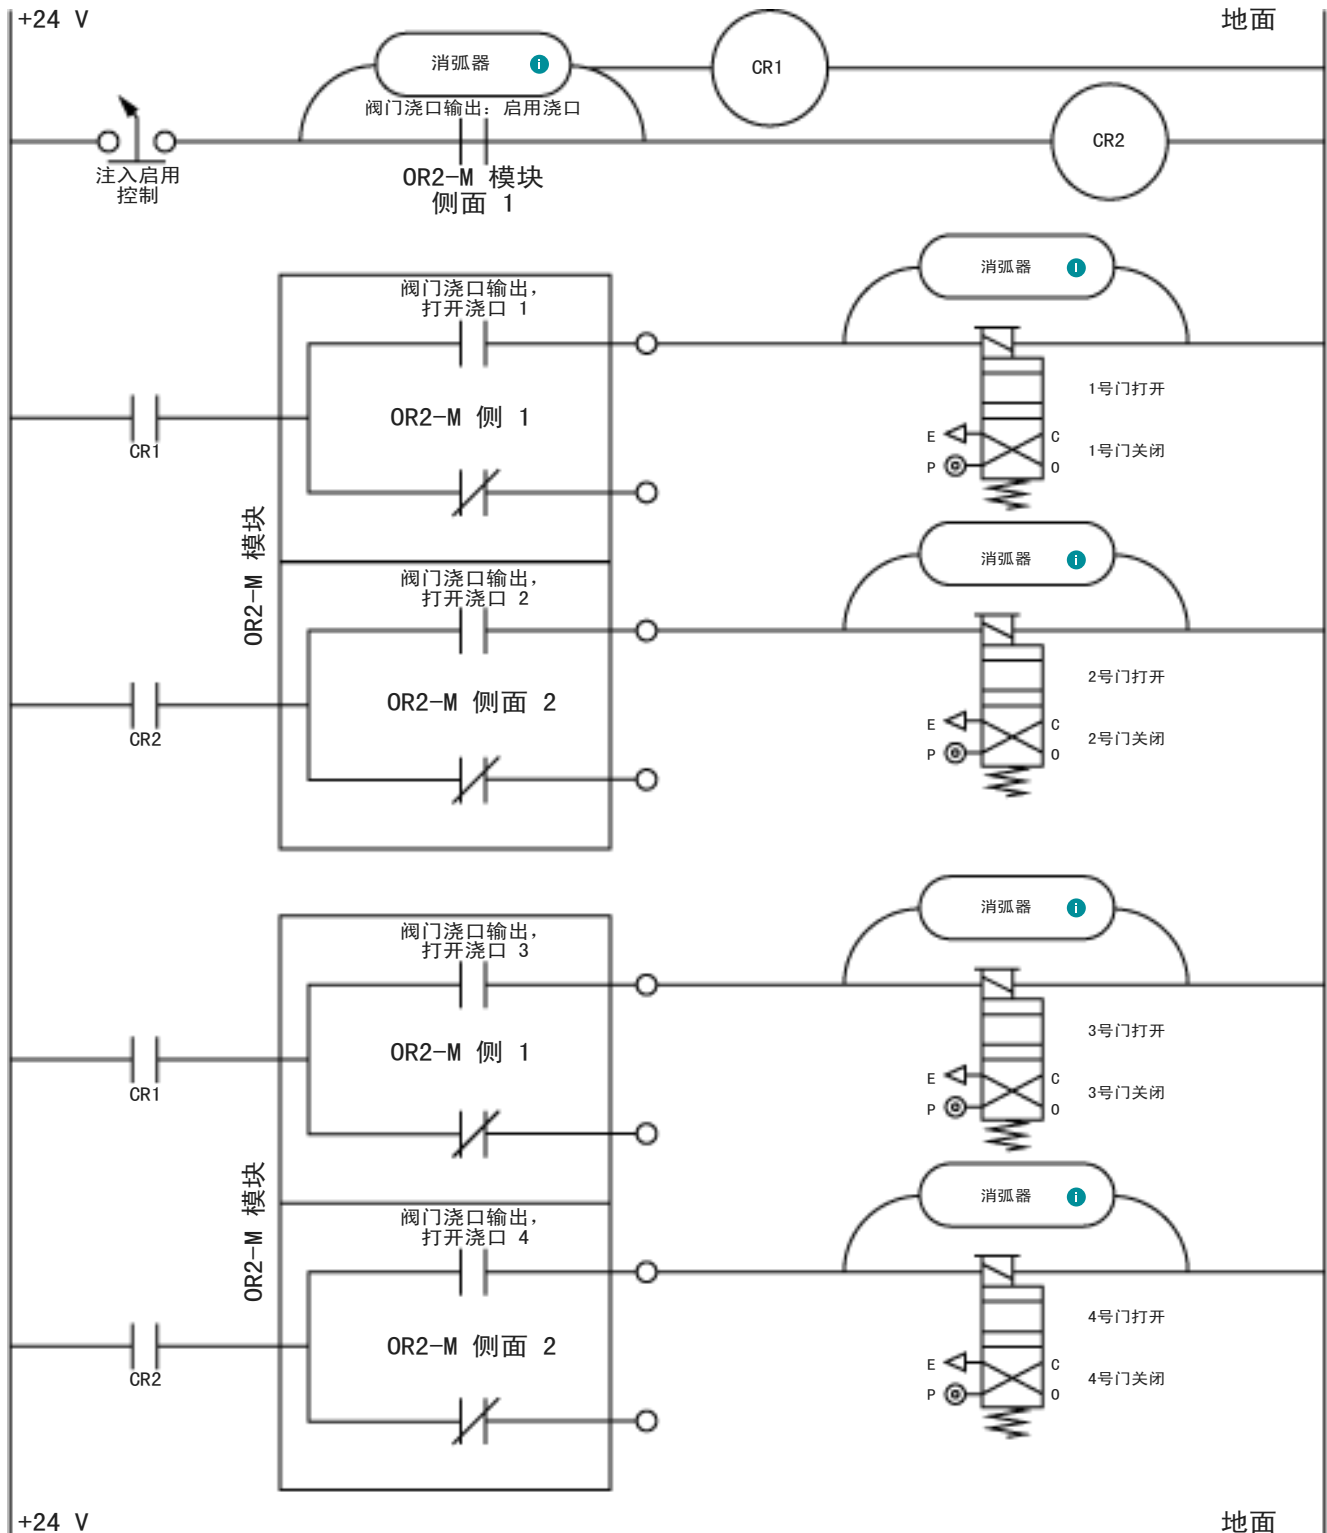 +24 V
地面
消弧器
CR1
阀门浇口输出: 启用浇口
CR2
注入启用
控制
OR2-M 模块
侧面 1
消弧器
阀门浇口输出,
打开浇口 1
1号门打开
OR2-M 侧 1
E
C
CR1
1号门关闭
P
O
OR2-M 模块
消弧器
阀门浇口输出,
打开浇口 2
2号门打开
OR2-M 侧面 2
E
C
CR2
2号门关闭
P
O
消弧器
阀门浇口输出,
打开浇口 3
3号门打开
OR2-M 侧 1
E
C
CR1
3号门关闭
P
O
OR2-M 模块
消弧器
阀门浇口输出,
打开浇口 4
4号门打开
OR2-M 侧面 2
E
C
CR2
4号门关闭
P
O
+24 V
地面